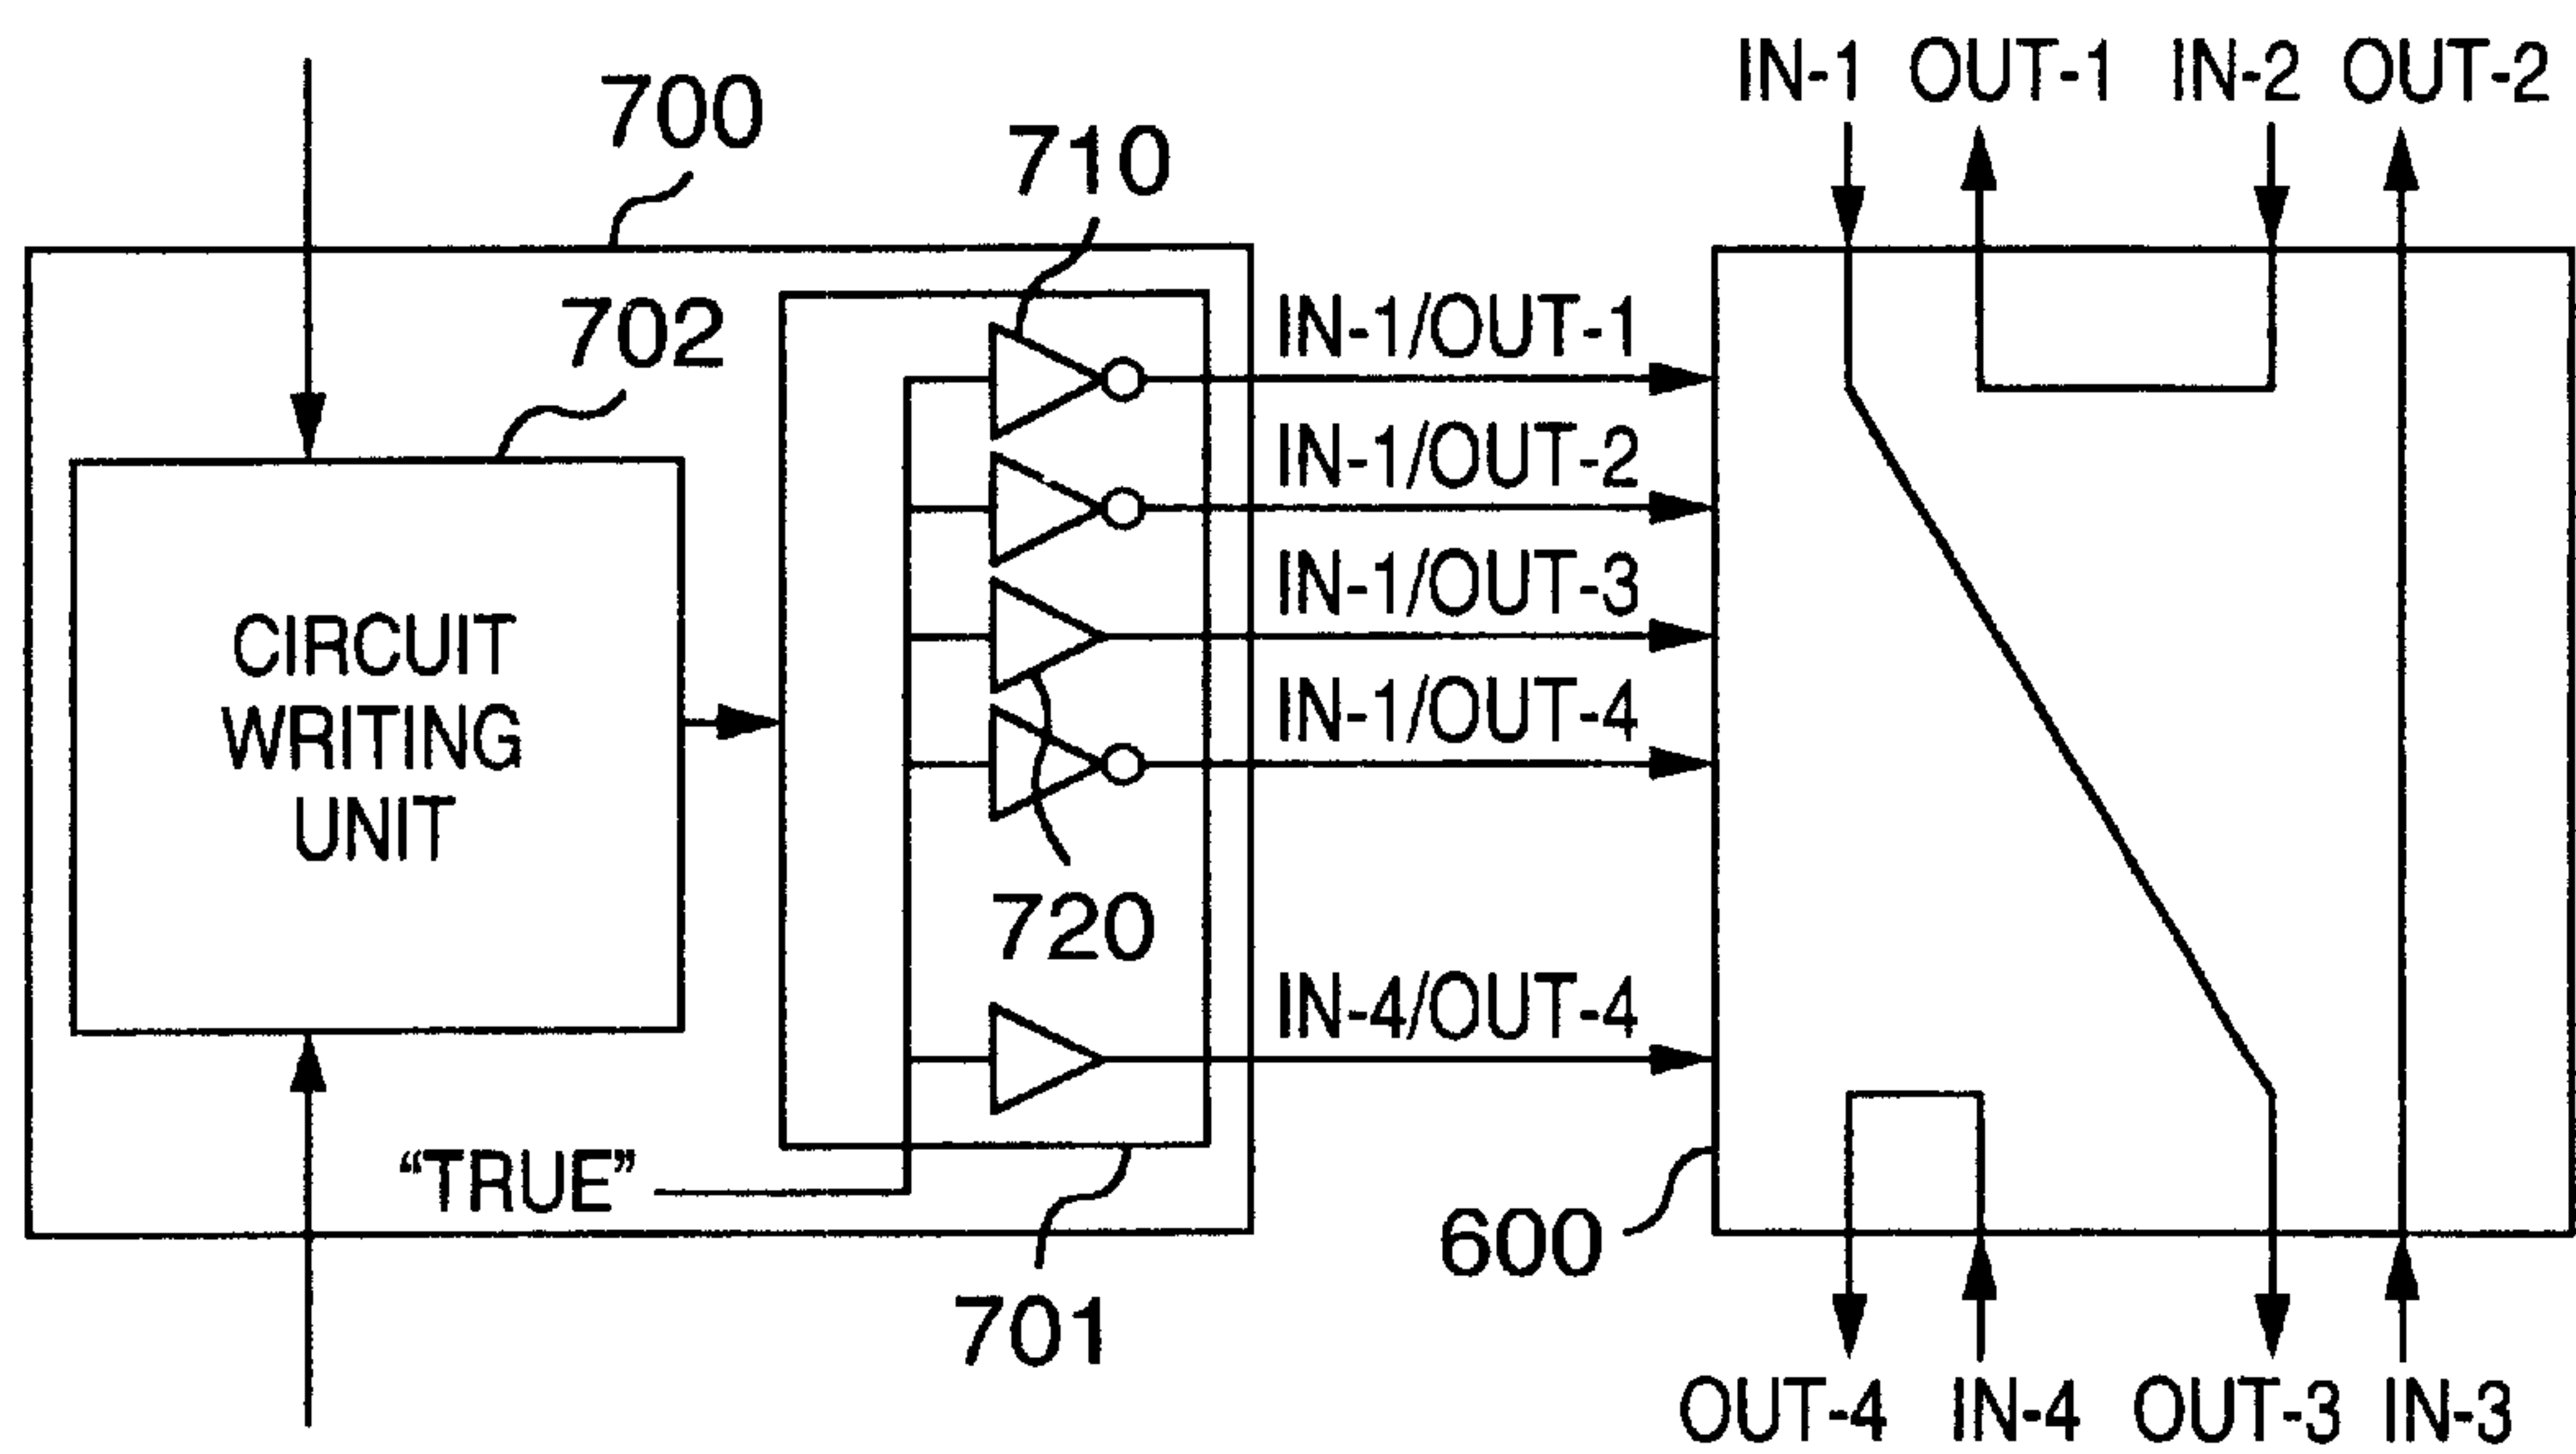 IN-1 OUT-1 IN-2 OUT-2
700
710
702
IN-1/OUT-1
IN-1/OUT-2
IN-1/OUT-3
IN-1/OUT-4
CIRCUIT
WRITING
UNIT
720
IN-4/OUT-4
“TRUE”
600
701
OUT-4 IN-4 OUT-3 IN-3